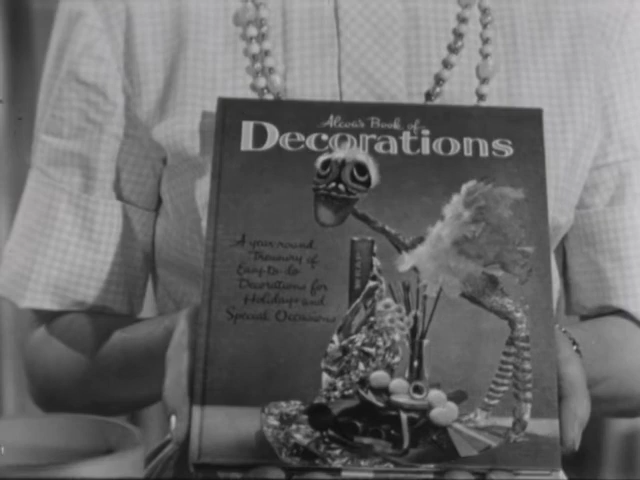 Alcoa's Book of
Decorations
A year-round
Treasury of
Easy-to-do
Decorations for
Holidays and
Special Occasions